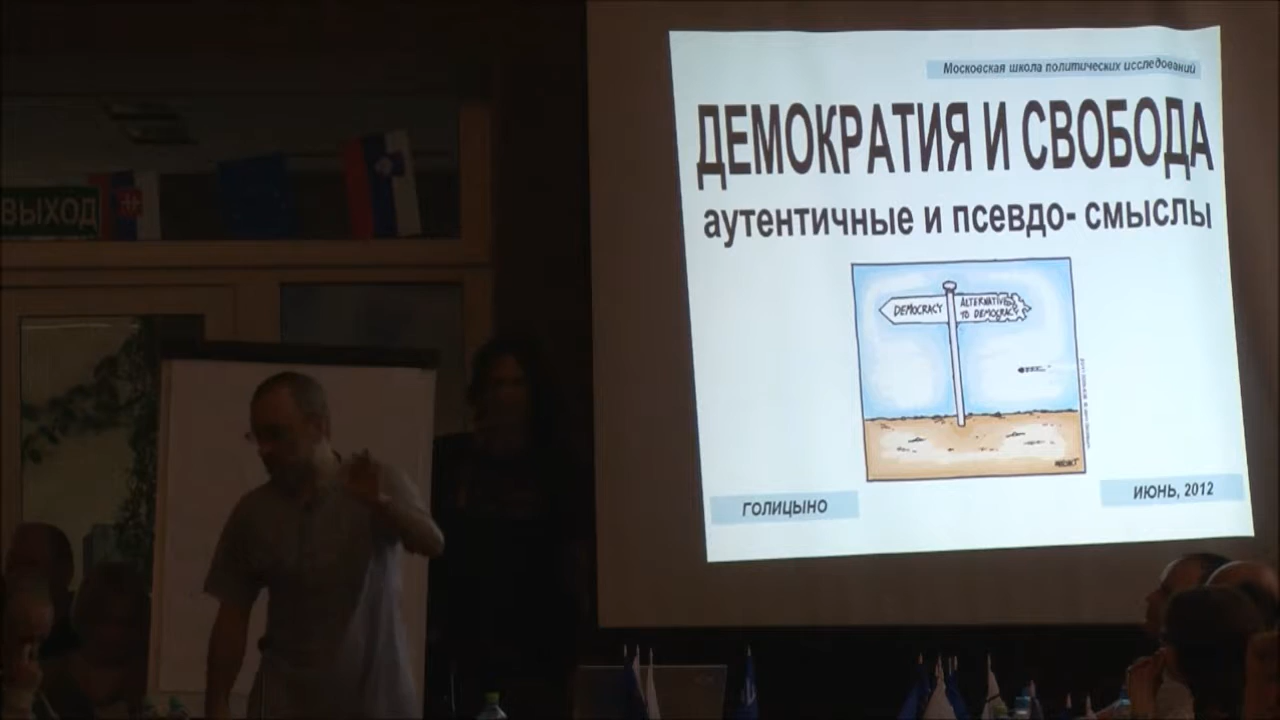 ВЫХОД
Московская школа политических исследований
ДЕМОКРАТИЯ И СВОБОДА
аутентичные и псевдо- смыслы
DEMOCRACY
ALTERNATIVES
TO DEMOCRACY
ГОЛИЦЫНО
ИЮНЬ, 2012